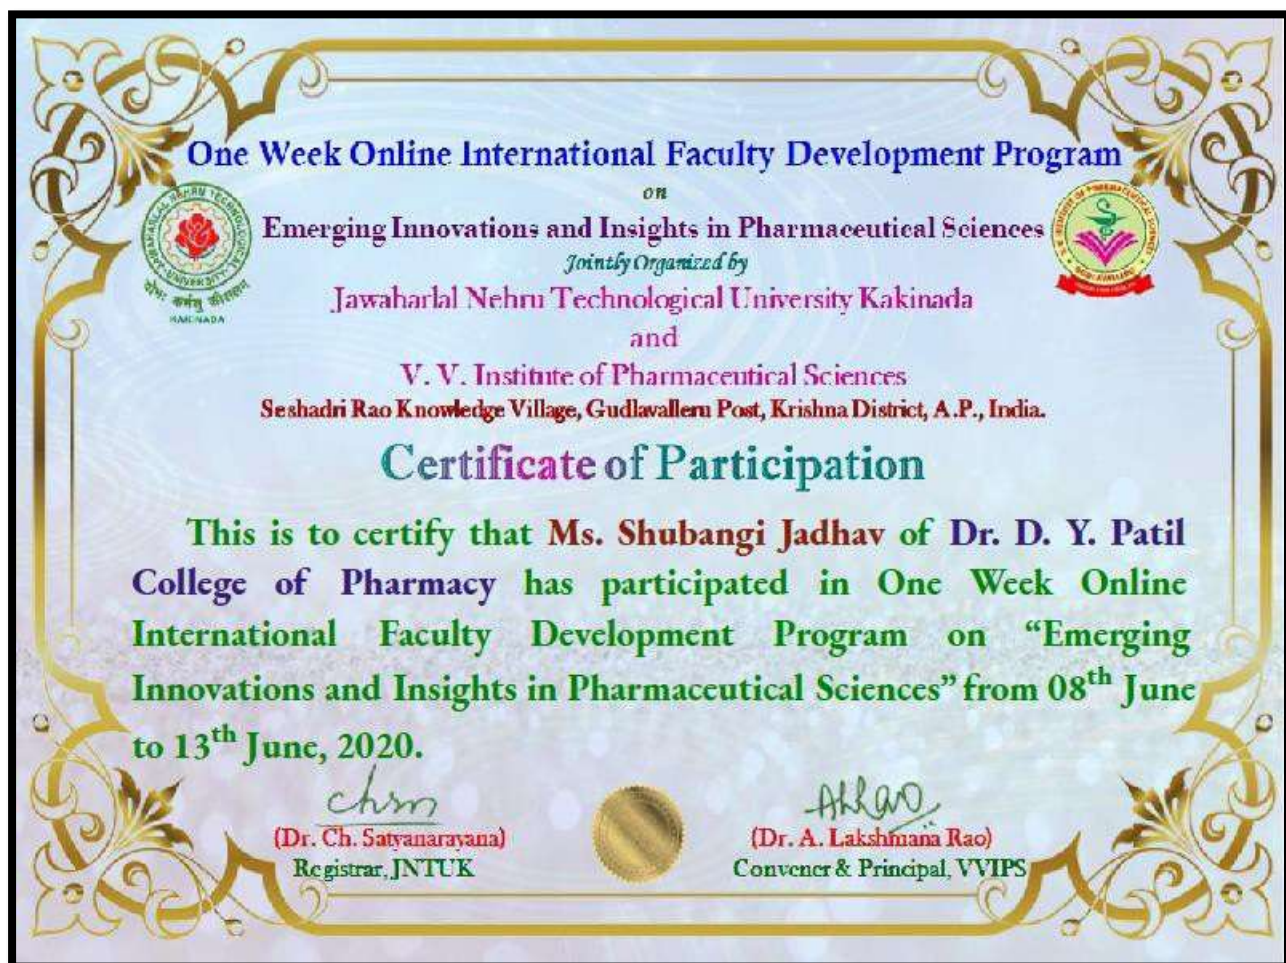 One Week Online International Faculty Development Program
on
Emerging Innovations and Insights in Pharmaceutical Sciences
Jointly Organized by
Jawaharlal Nehru Technological University Kakinada
and
V. V. Institute of Pharmaceutical Sciences
Seshadri Rao Knowledge Village, Gudlavalleru Post, Krishna District, A.P., India.
KAKINADA
Certificate of Participation
This is to certify that Ms. Shubangi Jadhav of Dr. D. Y. Patil
College of Pharmacy has participated in One Week Online
International Faculty Development Program on “Emerging
Innovations and Insights in Pharmaceutical Sciences” from 08th June
to 13th June, 2020.
(Dr. Ch. Satyanarayana)
Registrar, JNTUK
(Dr. A. Lakshmana Rao)
Convener & Principal, VVIPS